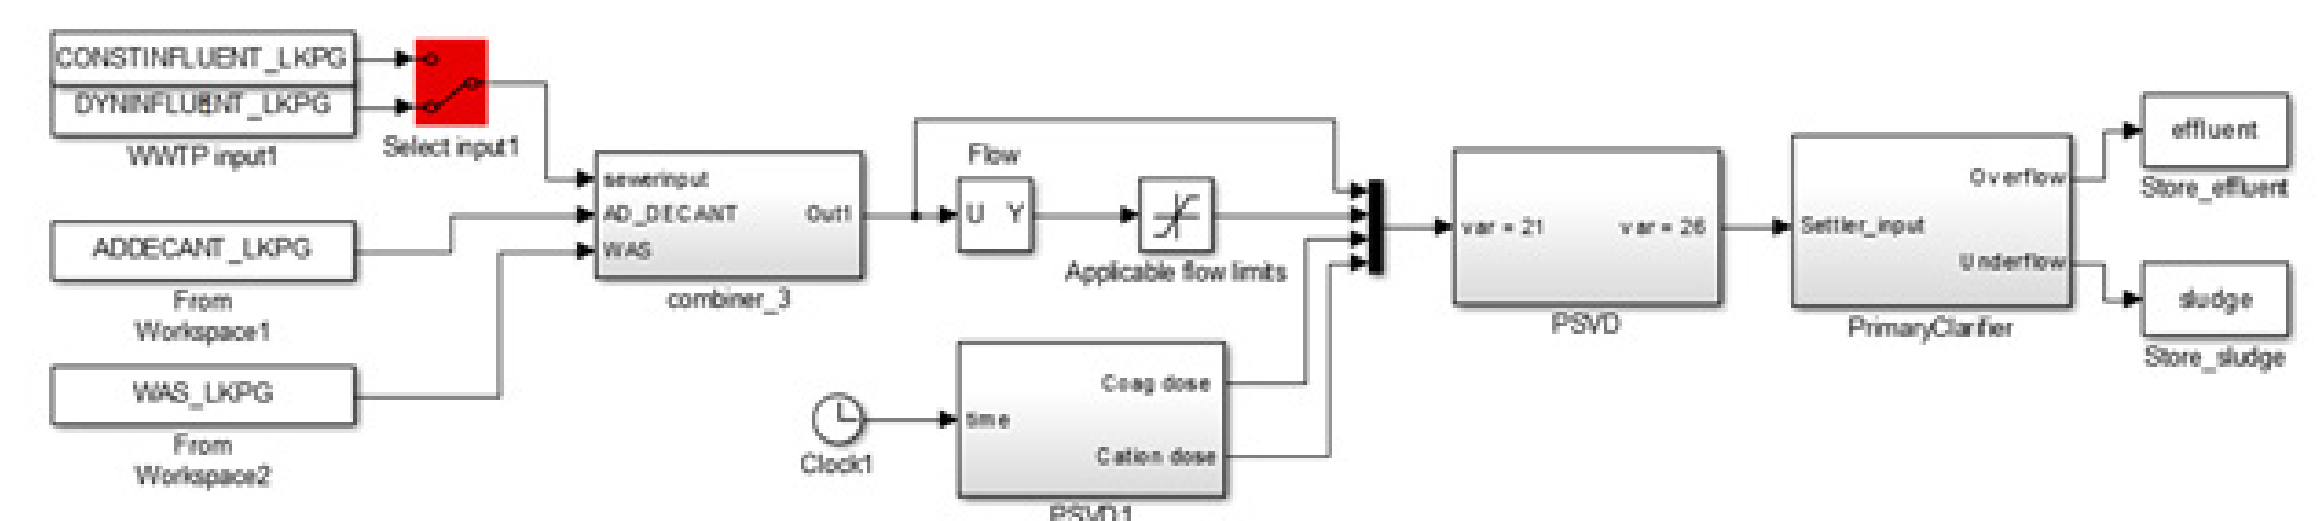 CONSTINFLUENT_LKPG
DYNINFLUENT_LKPG
WWTP input1
Select input1
ADDECANT_LKPG
From
Workspace1
WAS_LKPG
From
Workspace2
sewerinput
AD_DECANT
WAS
Out1
combiner_3
Flow
U Y
Applicable flow limits
Clock1
time
Coag dose
Cation dose
PSVD1
var = 21
var = 26
PSVD
Settler_input
Overflow
Underflow
PrimaryClarifier
effluent
Store_effluent
sludge
Store_sludge